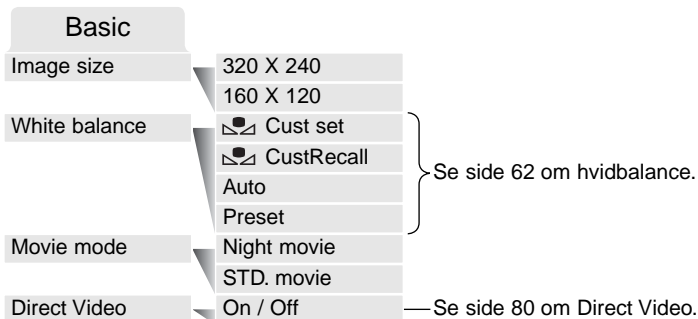 Basic
Image size 320 X 240
160 X 120
White balance Cust set
CustRecall
Se side 62 om hvidbalance.
Auto
Preset
Movie mode Night movie
STD. movie
Direct Video On / Off Se side 80 om Direct Video.